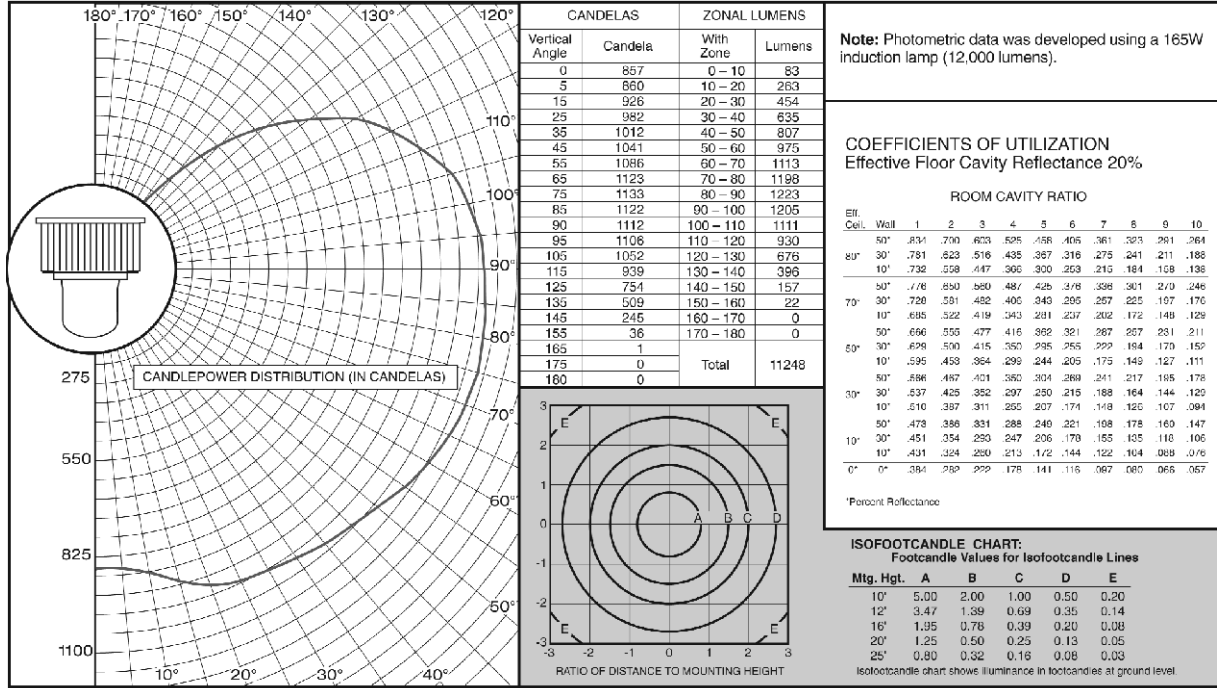 180° 170° 160° 150° 140° 130° 120°
110°
100°
90°
80°
70°
60°
50°
40°
30°
20°
10°
275
550
825
1100
CANDLEPOWER DISTRIBUTION (IN CANDELAS)
CANDELAS ZONAL LUMENS
Vertical Angle Candela With Zone Lumens
0 857 0 – 10 83
5 860 10 – 20 263
15 926 20 – 30 454
25 982 30 – 40 635
35 1012 40 – 50 807
45 1041 50 – 60 975
55 1086 60 – 70 1113
65 1123 70 – 80 1198
75 1133 80 – 90 1223
85 1122 90 – 100 1205
90 1112 100 – 110 1111
95 1106 110 – 120 930
105 1052 120 – 130 676
115 939 130 – 140 396
125 754 140 – 150 157
135 509 150 – 160 22
145 245 160 – 170 0
155 36 170 – 180 0
165 1
175 0 Total 11248
180 0
3 E E
2
1
0 A B C D
-1
-2
-3 E E
-3 -2 -1 0 1 2 3
RATIO OF DISTANCE TO MOUNTING HEIGHT
Note: Photometric data was developed using a 165W
induction lamp (12,000 lumens).
COEFFICIENTS OF UTILIZATION
Effective Floor Cavity Reflectance 20%
ROOM CAVITY RATIO
Eff.
Ceil. Wall 1 2 3 4 5 6 7 8 9 10
50* .834 .700 .603 .525 .458 .405 .361 .323 .291 .264
80* 30* .781 .623 .516 .435 .367 .316 .275 .241 .211 .188
10* .732 .558 .447 .366 .300 .253 .215 .184 .158 .138
50* .776 .650 .560 .487 .425 .376 .336 .301 .270 .246
70* 30* .728 .581 .482 .406 .343 .295 .257 .225 .197 .176
10* .685 .522 .419 .343 .281 .237 .202 .172 .148 .129
50* .666 .555 .477 .416 .362 .321 .287 .257 .231 .211
50* 30* .629 .500 .415 .350 .295 .255 .222 .194 .170 .152
10* .595 .453 .364 .299 .244 .205 .175 .149 .127 .111
50* .566 .467 .401 .350 .304 .269 .241 .217 .195 .178
30* 30* .537 .425 .352 .297 .250 .215 .188 .164 .144 .129
10* .510 .387 .311 .255 .207 .174 .148 .126 .107 .094
50* .473 .386 .331 .288 .249 .221 .198 .178 .160 .147
10* 30* .451 .354 .293 .247 .206 .178 .155 .135 .118 .106
10* .431 .324 .260 .213 .172 .144 .122 .104 .088 .076
0* 0* .384 .282 .222 .178 .141 .116 .097 .080 .066 .057
*Percent Reflectance
ISOFOOTCANDLE CHART:
Footcandle Values for Isofootcandle Lines
Mtg. Hgt. A B C D E
10' 5.00 2.00 1.00 0.50 0.20
12' 3.47 1.39 0.69 0.35 0.14
16' 1.95 0.78 0.39 0.20 0.08
20' 1.25 0.50 0.25 0.13 0.05
25' 0.80 0.32 0.16 0.08 0.03
Isofootcandle chart shows illuminance in footcandles at ground level.